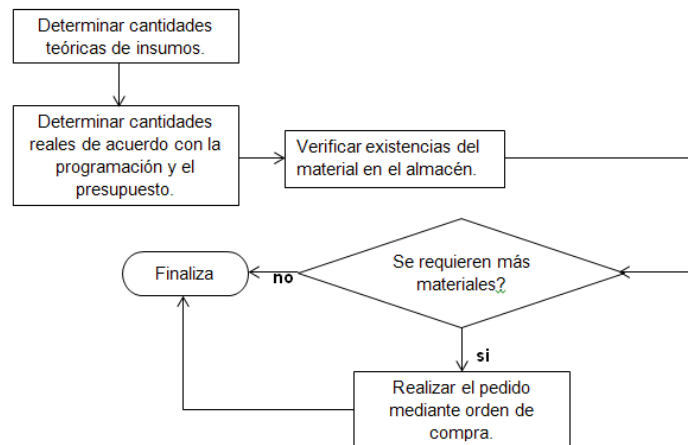 Determinar cantidades
teóricas de insumos.
Determinar cantidades
reales de acuerdo con la
programación y el
presupuesto.
Verificar existencias del
material en el almacén.
Se requieren más
materiales?
no
Finaliza
si
Realizar el pedido
mediante orden de
compra.